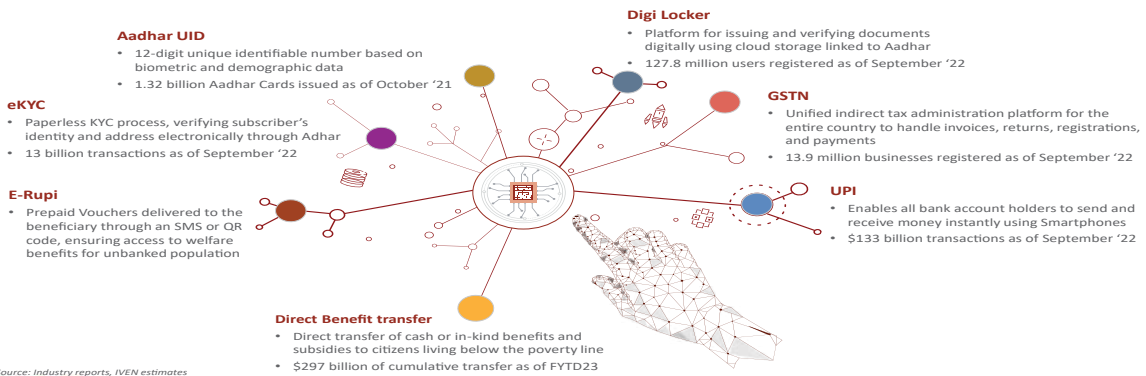 Aadhar UID
• 12-digit unique identifiable number based on
biometric and demographic data
• 1.32 billion Aadhar Cards issued as of October ‘21
Digi Locker
• Platform for issuing and verifying documents
digitally using cloud storage linked to Aadhar
• 127.8 million users registered as of September ‘22
eKYC
• Paperless KYC process, verifying subscriber’s
identity and address electronically through Adhar
• 13 billion transactions as of September ‘22
GSTN
• Unified indirect tax administration platform for the
entire country to handle invoices, returns, registrations,
and payments
• 13.9 million businesses registered as of September ‘22
E-Rupi
• Prepaid Vouchers delivered to the
beneficiary through an SMS or QR
code, ensuring access to welfare
benefits for unbanked population
UPI
• Enables all bank account holders to send and
receive money instantly using Smartphones
• $133 billion transactions as of September ‘22
Direct Benefit transfer
• Direct transfer of cash or in-kind benefits and
subsidies to citizens living below the poverty line
• $297 billion of cumulative transfer as of FYTD23
ource: Industry reports, IVEN estimates